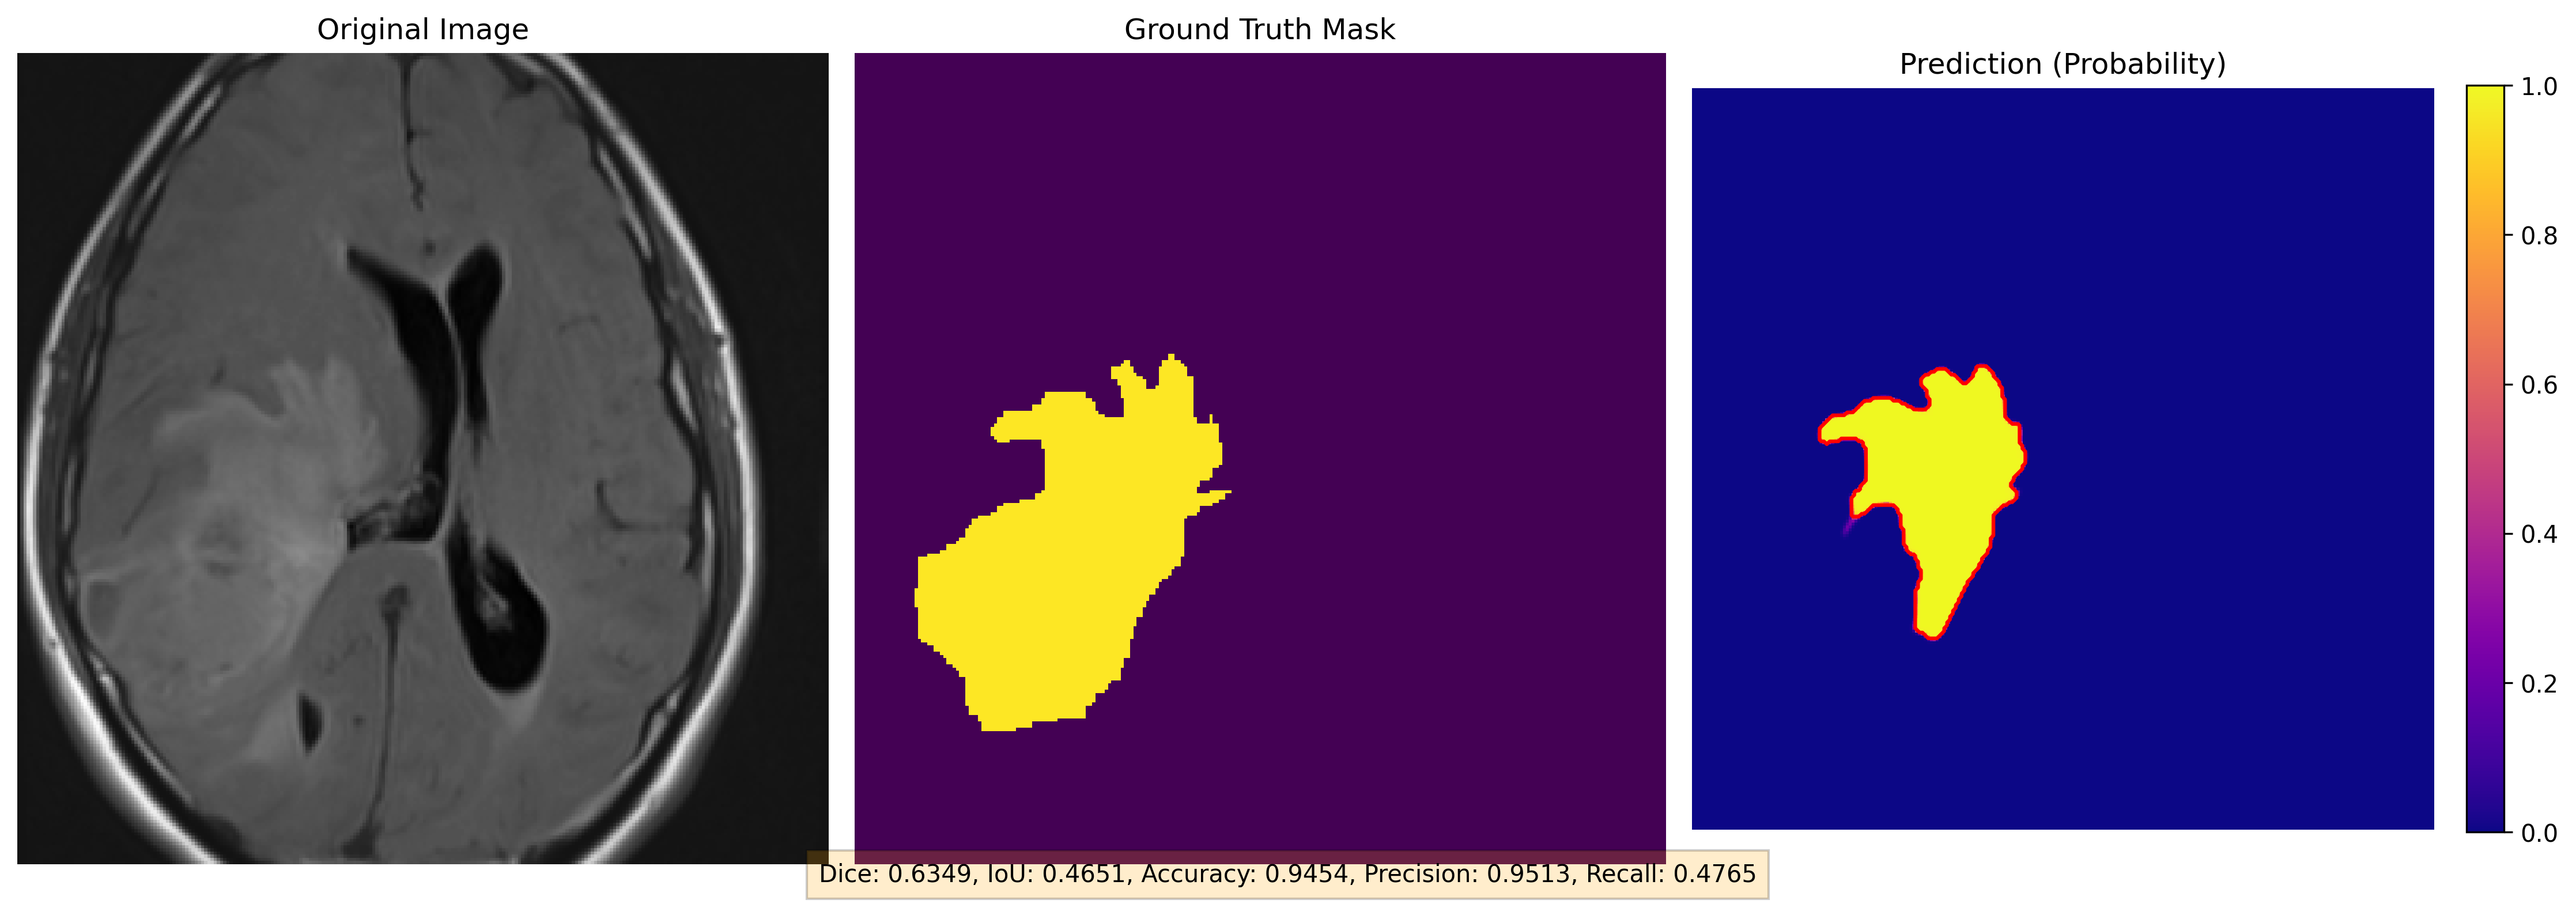 Original Image
Ground Truth Mask
Prediction (Probability)
1.0
0.8
0.6
0.4
0.2
0.0
Dice: 0.6349, IoU: 0.4651, Accuracy: 0.9454, Precision: 0.9513, Recall: 0.4765